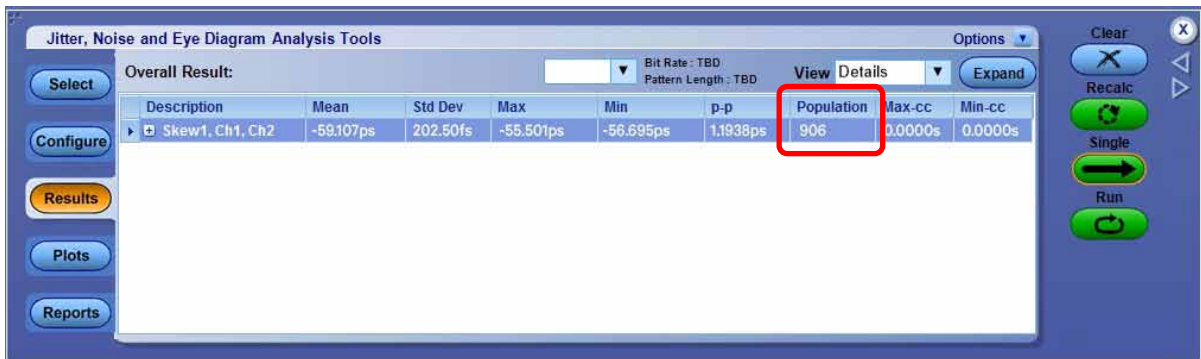 Jitter, Noise and Eye Diagram Analysis Tools
Options
Clear
X
Select
Overall Result:
Bit Rate : TBD
Pattern Length : TBD
View Details
Expand
Recalc
Description Mean Std Dev Max Min p-p Population Max-cc Min-cc
Skew1, Ch1, Ch2 -59.107ps 202.50fs -55.501ps -56.695ps 1.1938ps 906 0.0000s 0.0000s
Configure
Single
Results
Run
Plots
Reports